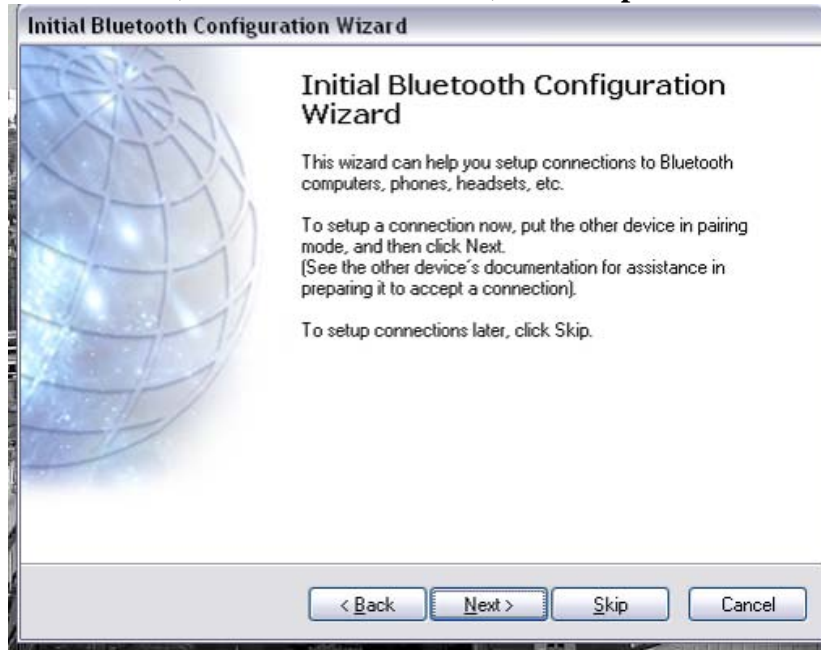 Initial Bluetooth Configuration Wizard
Initial Bluetooth Configuration
Wizard
This wizard can help you setup connections to Bluetooth
computers, phones, headsets, etc.
To setup a connection now, put the other device in pairing
mode, and then click Next.
(See the other device´s documentation for assistance in
preparing it to accept a connection).
To setup connections later, click Skip.
< Back Next > Skip Cancel